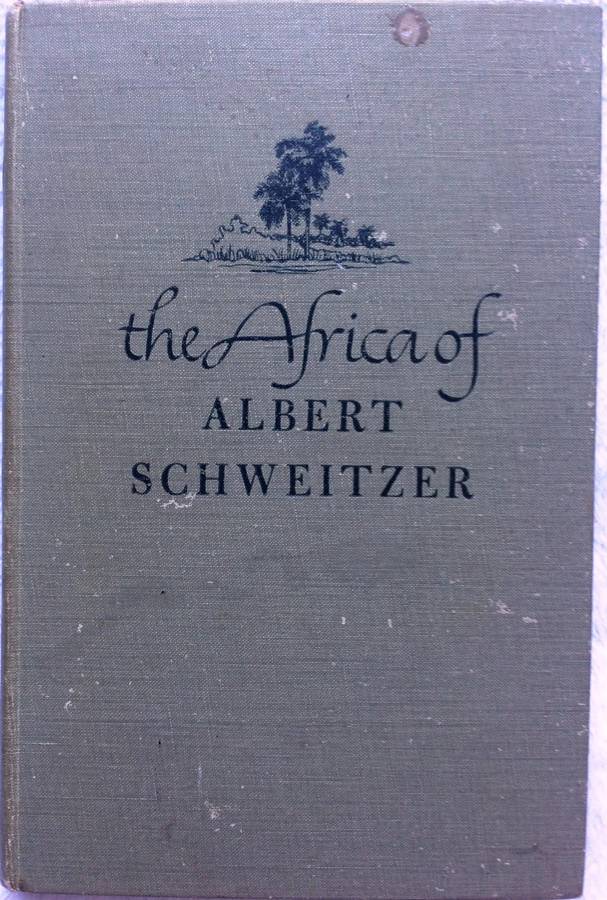 the Africa of
ALBERT
SCHWEITZER